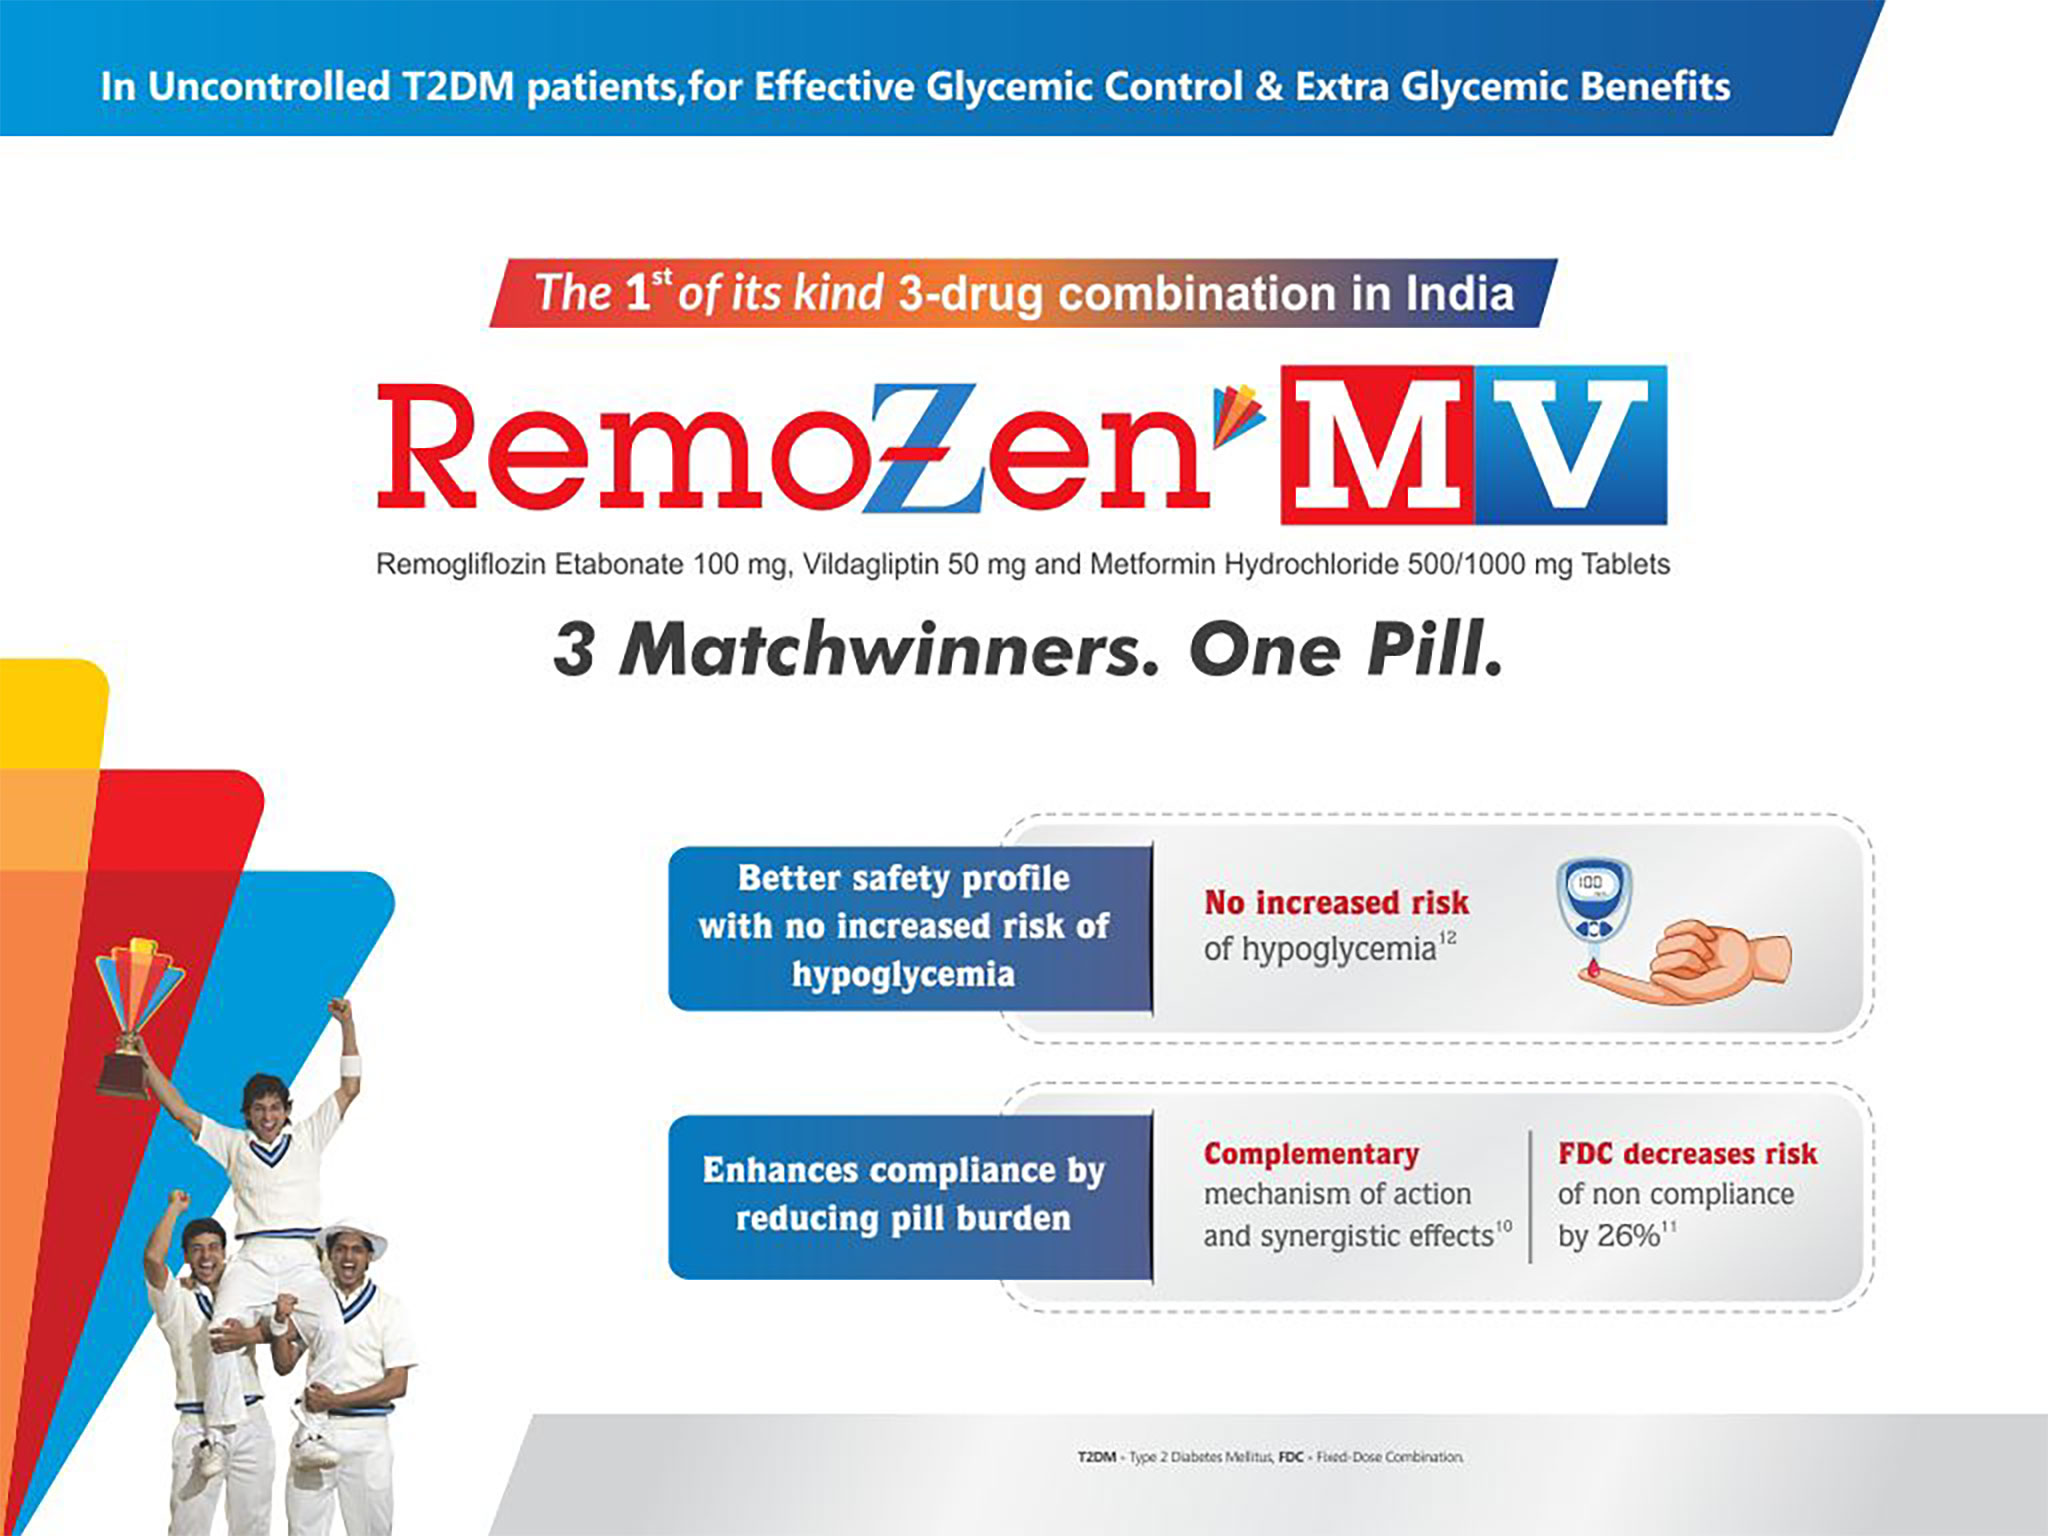 In Uncontrolled T2DM patients,for Effective Glycemic Control & Extra Glycemic Benefits
The 1st of its kind 3-drug combination in India
RemoZen MV
Remogliflozin Etabonate 100 mg, Vildagliptin 50 mg and Metformin Hydrochloride 500/1000 mg Tablets
3 Matchwinners. One Pill.
Better safety profile
with no increased risk of
hypoglycemia
No increased risk
of hypoglycemia12
100
Enhances compliance by
reducing pill burden
Complementary
mechanism of action
and synergistic effects10
FDC decreases risk
of non compliance
by 26%11
T2DM - Type 2 Diabetes Mellitus, FDC - Fixed-Dose Combination.